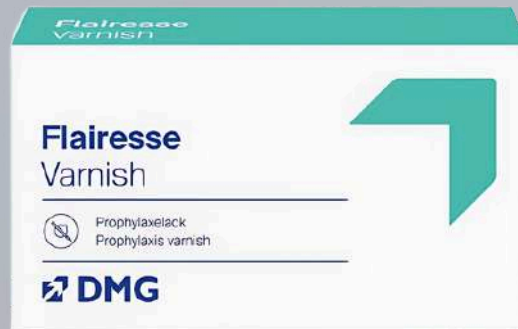 Flairesse
Varnish
Flairesse
Varnish
Prophylaxelack
Prophylaxis varnish
DMG